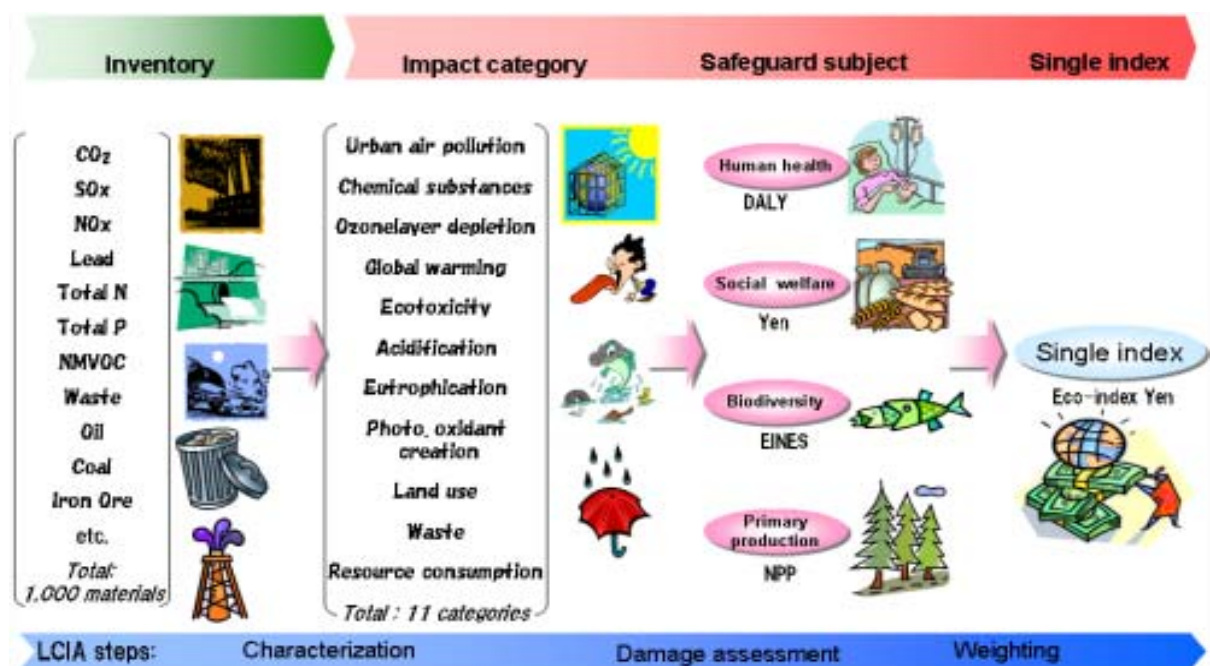 Inventory
Impact category
Safeguard subject
Single index
CO2
SOx
NOx
Lead
Total N
Total P
NMVOC
Waste
Oil
Coal
Iron Ore
etc.
Total:
1,000 materials
Urban air pollution
Chemical substances
Ozonelayer depletion
Global warming
Ecotoxicity
Acidification
Eutrophication
Photo. oxidant
creation
Land use
Waste
Resource consumption
Total : 11 categories
Human health
DALY
Social welfare
Yen
Biodiversity
EINES
Primary
production
NPP
Single index
Eco-index Yen
LCIA steps:
Characterization
Damage assessment
Weighting